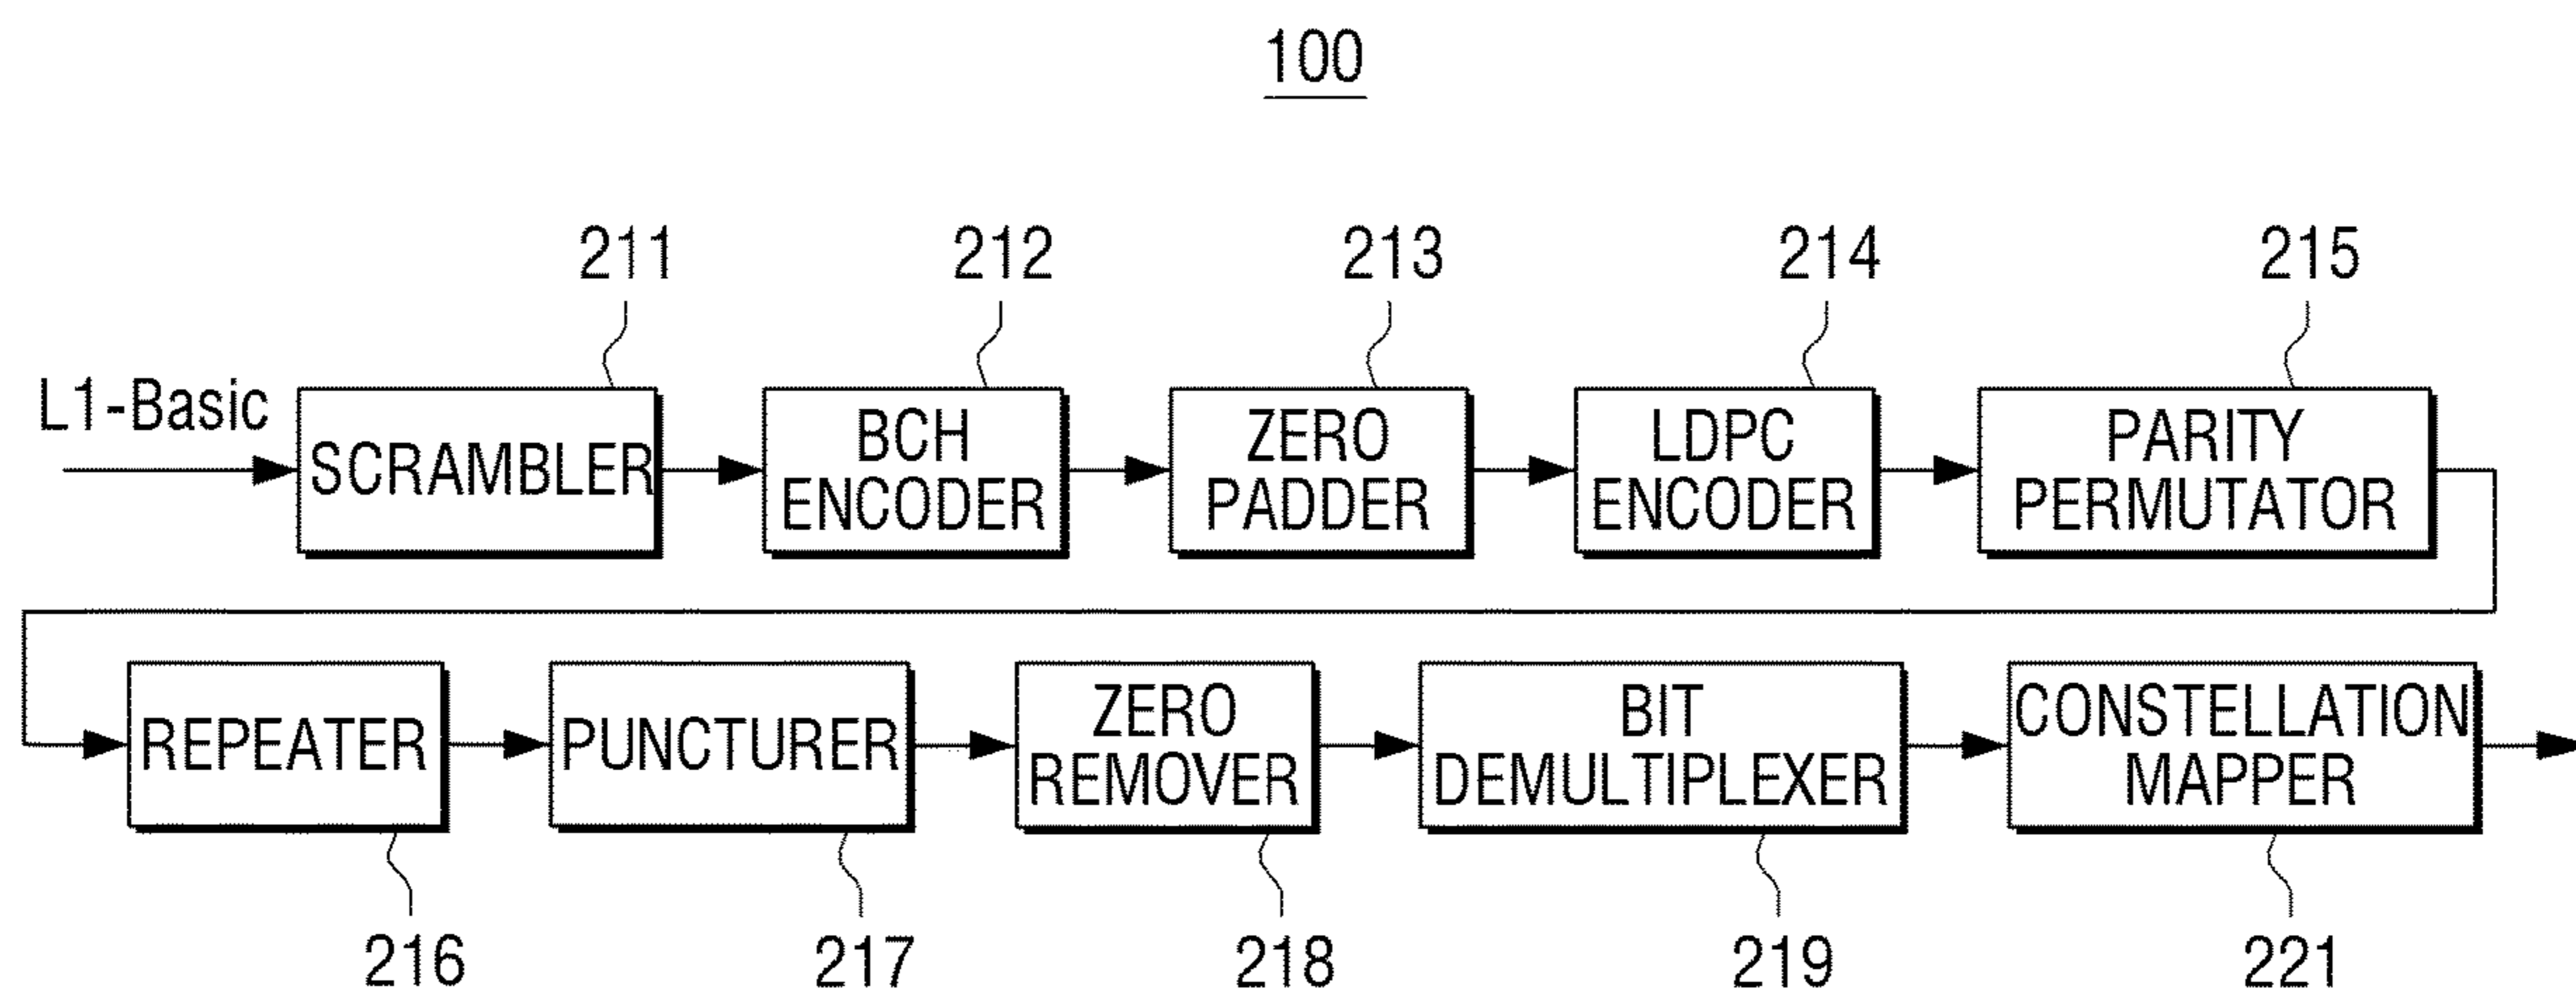 100
211
212
213
214
215
L1-Basic
SCRAMBLER
BCH
ENCODER
ZERO
PADDER
LDPC
ENCODER
PARITY
PERMUTATOR
REPEATER
PUNCTURER
ZERO
REMOVER
BIT
DEMULTIPLEXER
CONSTELLATION
MAPPER
216
217
218
219
221